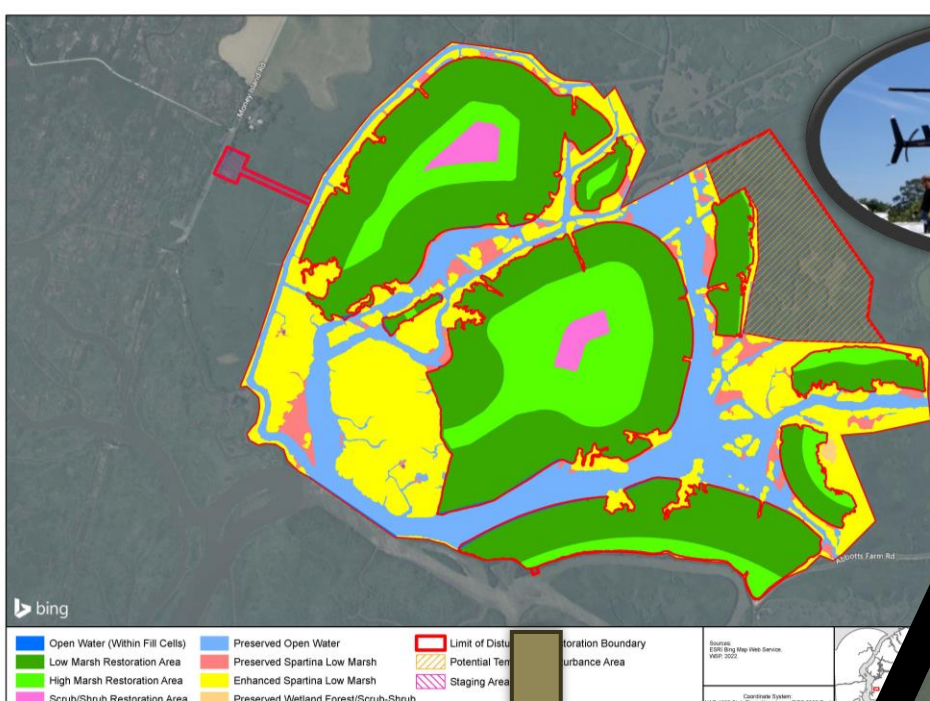 Money Island Rd
Abbotts Farm Rd
bing
Open Water (Within Fill Cells)
Low Marsh Restoration Area
High Marsh Restoration Area
Scrub/Shrub Restoration Area
Preserved Open Water
Preserved Spartina Low Marsh
Enhanced Spartina Low Marsh
Preserved Wetland Forest/Scrub-Shrub
Limit of Distu
toration Boundary
Potential Ten
urbance Area
Staging Area
Sources:
ESRI Bing Map Web Service.
WSP, 2022.
Coordinate System: